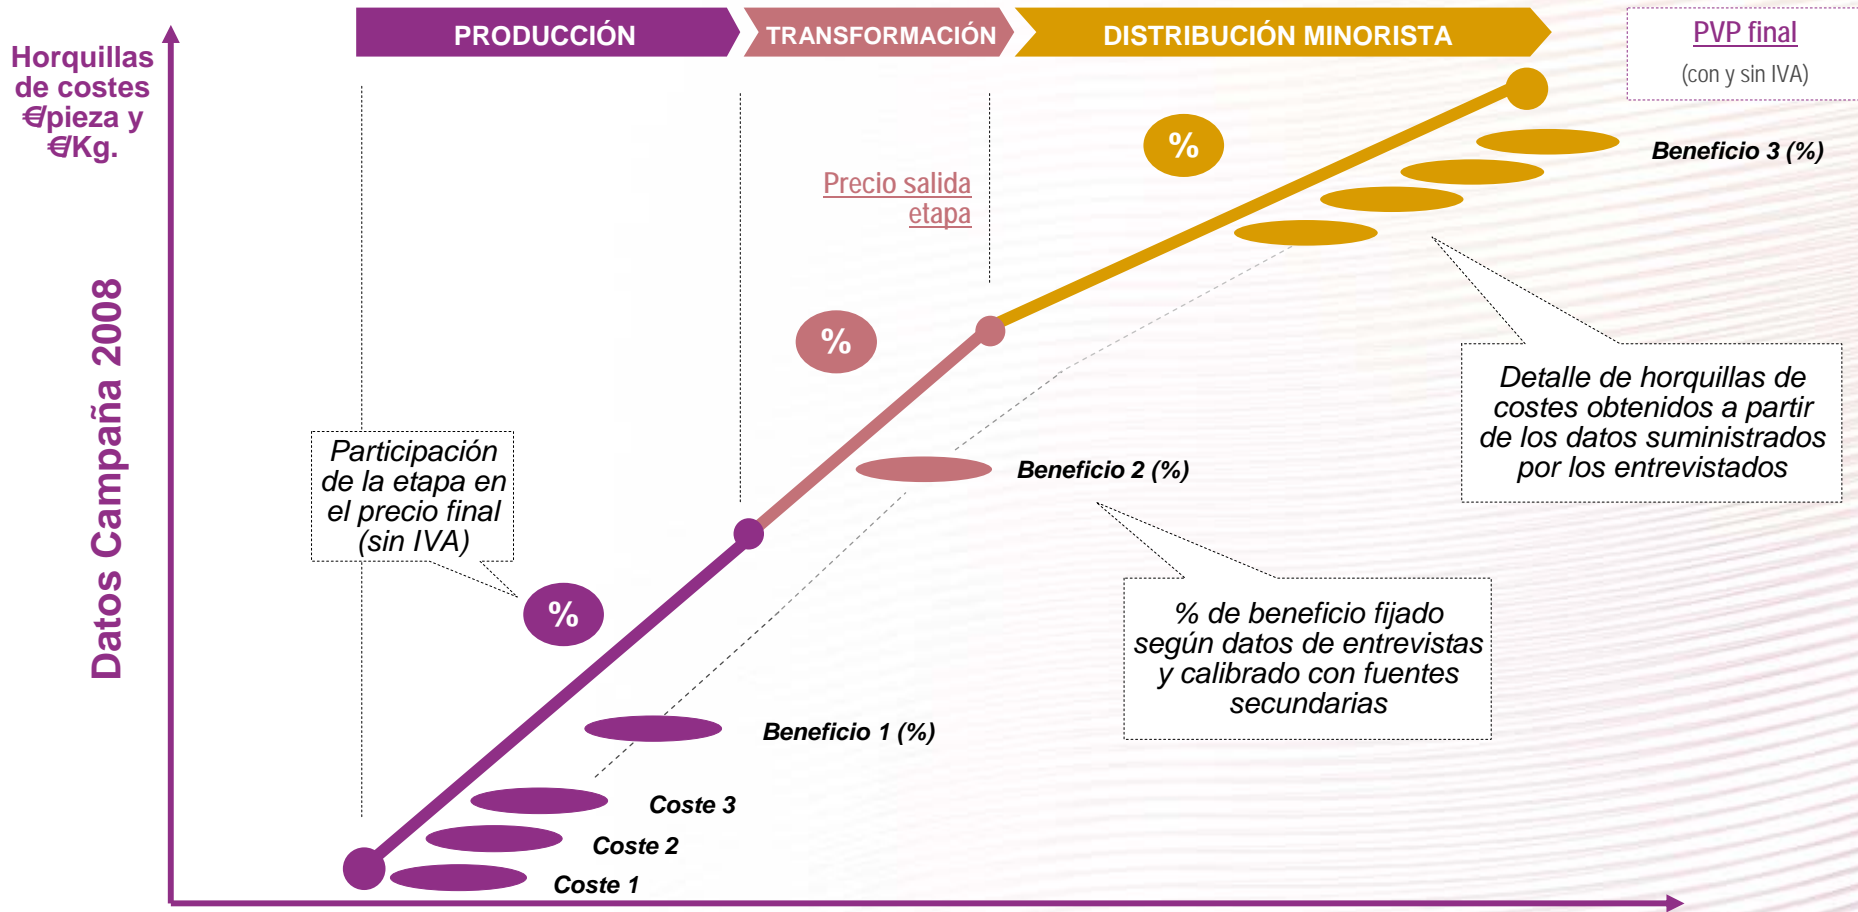 PRODUCCIÓN
TRANSFORMACIÓN
DISTRIBUCIÓN MINORISTA
PVP final
(con y sin IVA)
Horquillas
de costes
€/pieza y
€/Kg.
Datos Campaña 2008
%
Beneficio 3 (%)
Precio salida
etapa
%
Detalle de horquillas de
costes obtenidos a partir
de los datos suministrados
por los entrevistados
Participación
de la etapa en
el precio final
(sin IVA)
Beneficio 2 (%)
%
% de beneficio fijado
según datos de entrevistas
y calibrado con fuentes
secundarias
Beneficio 1 (%)
Coste 3
Coste 2
Coste 1